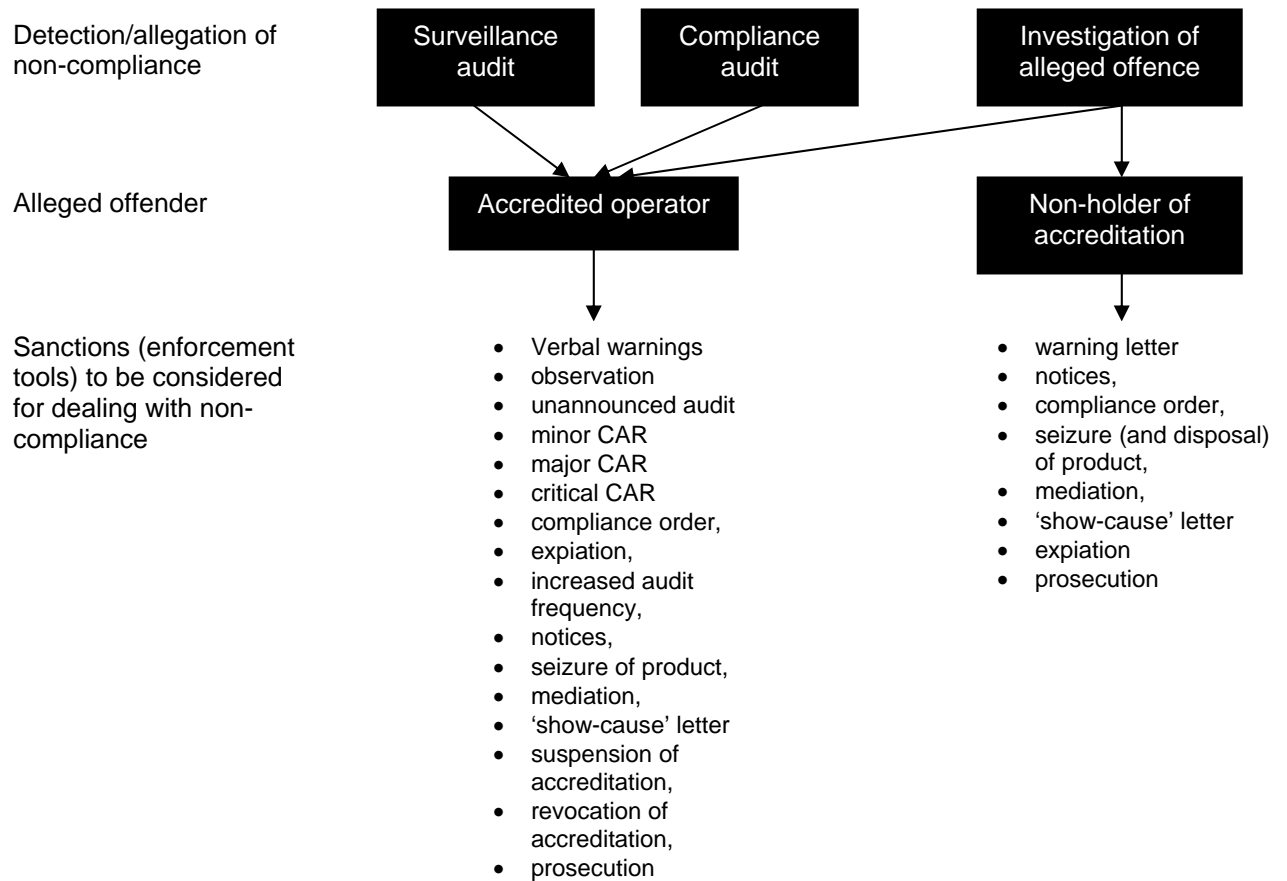 Detection/allegation of
non-compliance
Surveillance
audit
Compliance
audit
Investigation of
alleged offence
Alleged offender
Accredited operator
Non-holder of
accreditation
Sanctions (enforcement
tools) to be considered
for dealing with non-
compliance
• Verbal warnings
• observation
• unannounced audit
• minor CAR
• major CAR
• critical CAR
• compliance order,
• expiation,
• increased audit
frequency,
• notices,
• seizure of product,
• mediation,
• ‘show-cause’ letter
• suspension of
accreditation,
• revocation of
accreditation,
• prosecution
• warning letter
• notices,
• compliance order,
• seizure (and disposal)
of product,
• mediation,
• ‘show-cause’ letter
• expiation
• prosecution